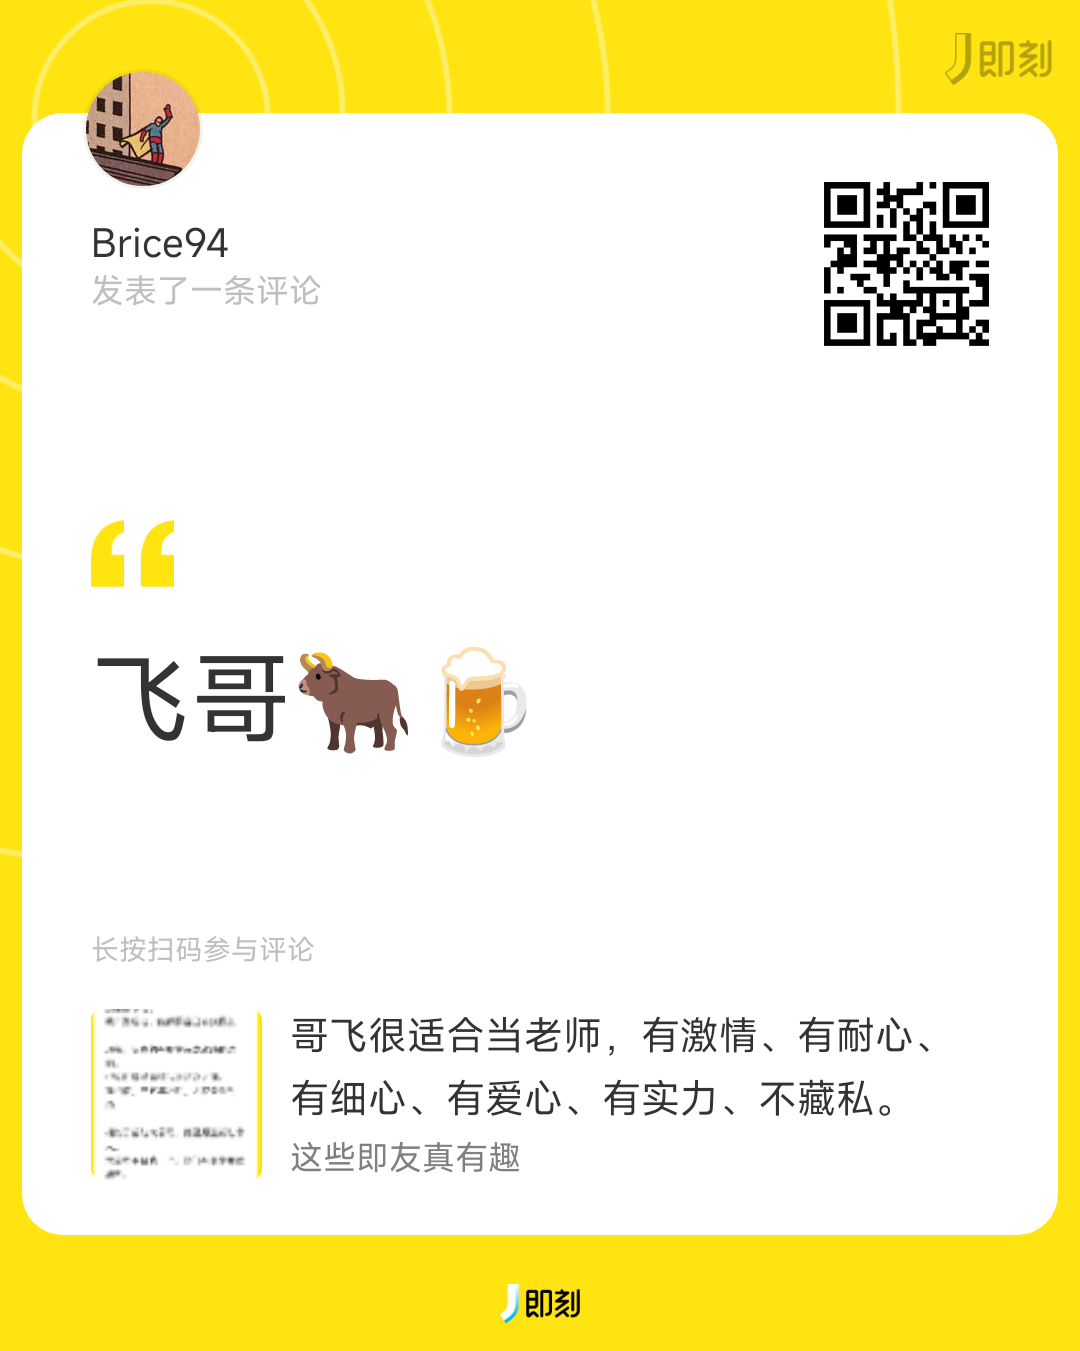 即刻
Brice94
发表了一条评论
飞哥🐂 🍺
长按扫码参与评论
哥飞很适合当老师，有激情、有耐心、
有细心、有爱心、有实力、不藏私。
这些即友真有趣
即刻